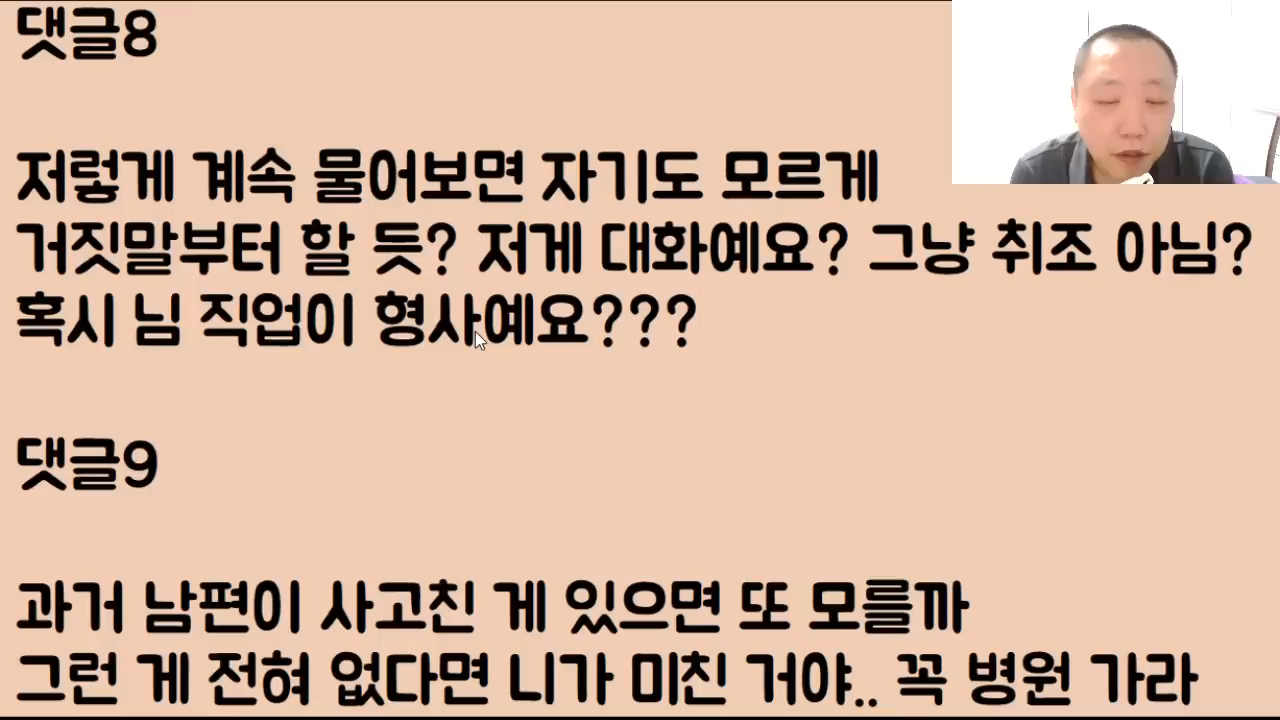 댓글8
저렇게 계속 물어보면 자기도 모르게
거짓말부터 할 듯? 저게 대화예요? 그냥 취조 아님?
혹시 님 직업이 형사예요???
댓글9
과거 남편이 사고친 게 있으면 또 모를까
그런 게 전혀 없다면 니가 미친 거야.. 꼭 병원 가라